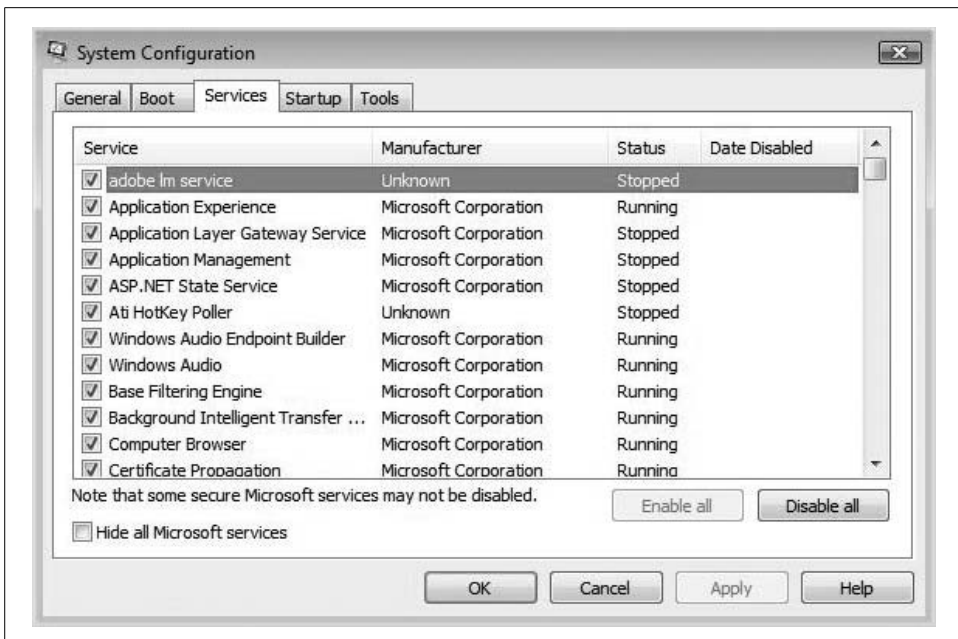 System Configuration
General Boot Services Startup Tools
Service Manufacturer Status Date Disabled
adobe lm service Unknown Stopped
Application Experience Microsoft Corporation Running
Application Layer Gateway Service Microsoft Corporation Stopped
Application Management Microsoft Corporation Stopped
ASP.NET State Service Microsoft Corporation Stopped
Ati HotKey Poller Unknown Stopped
Windows Audio Endpoint Builder Microsoft Corporation Running
Windows Audio Microsoft Corporation Running
Base Filtering Engine Microsoft Corporation Running
Background Intelligent Transfer ... Microsoft Corporation Running
Computer Browser Microsoft Corporation Running
Certificate Propagation Microsoft Corporation Running
Note that some secure Microsoft services may not be disabled.
Enable all Disable all
Hide all Microsoft services
OK Cancel Apply Help